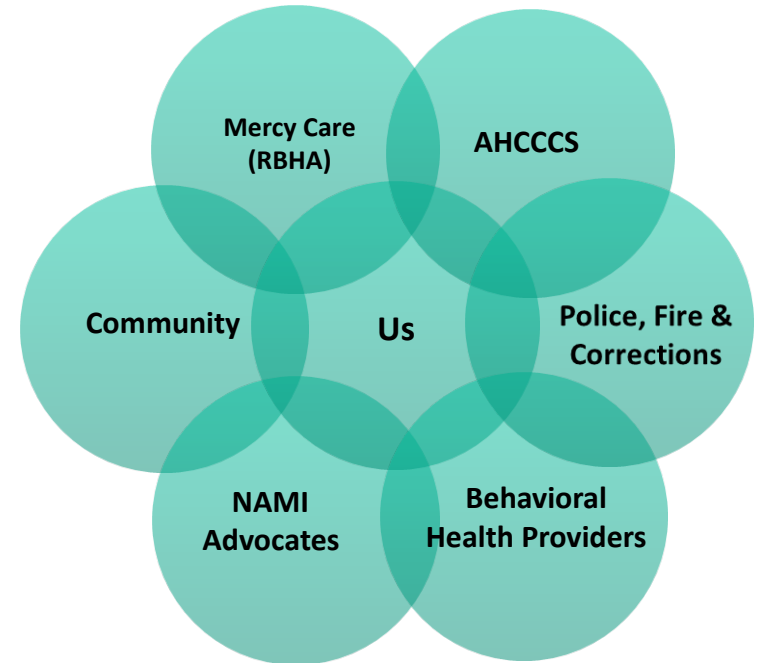 Mercy Care
(RBHA)
AHCCCS
Community
Us
Police, Fire &
Corrections
NAMI
Advocates
Behavioral
Health Providers